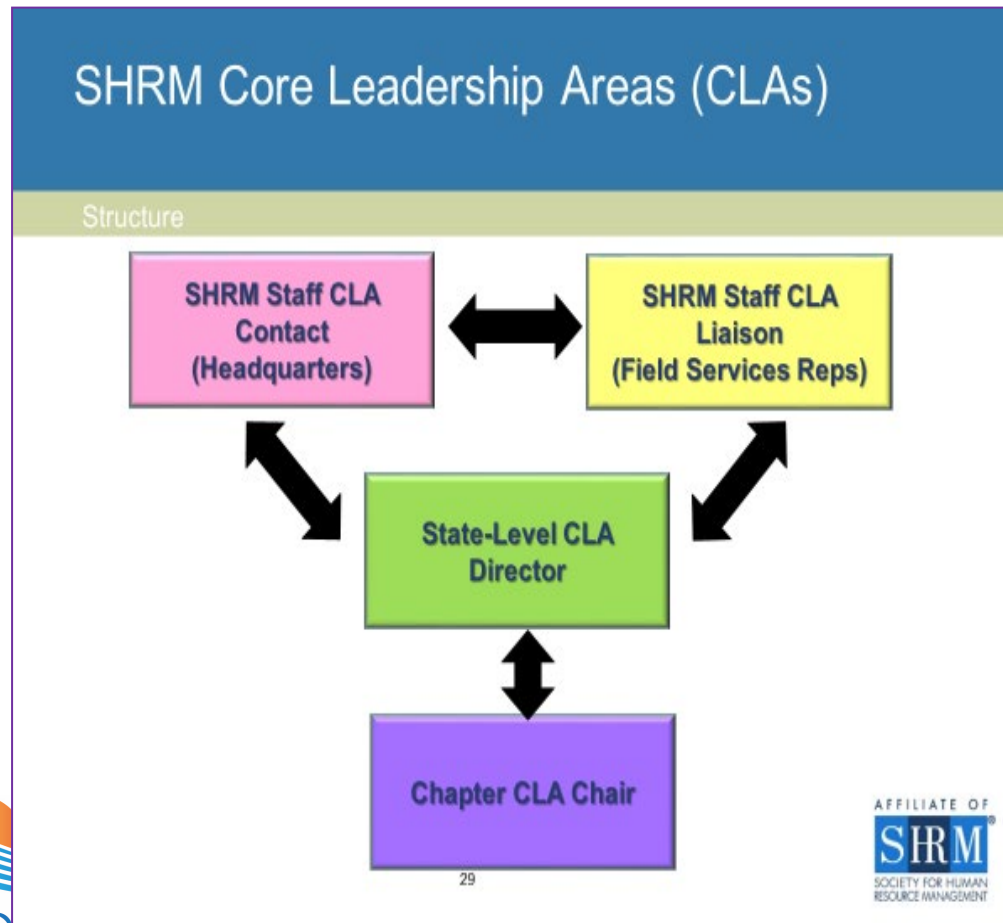 SHRM Core Leadership Areas (CLAs)
Structure
SHRM Staff CLA
Contact
(Headquarters)
SHRM Staff CLA
Liaison
(Field Services Reps)
State-Level CLA
Director
Chapter CLA Chair
29
AFFILIATE OF
SHRM®
SOCIETY FOR HUMAN
RESOURCE MANAGEMENT